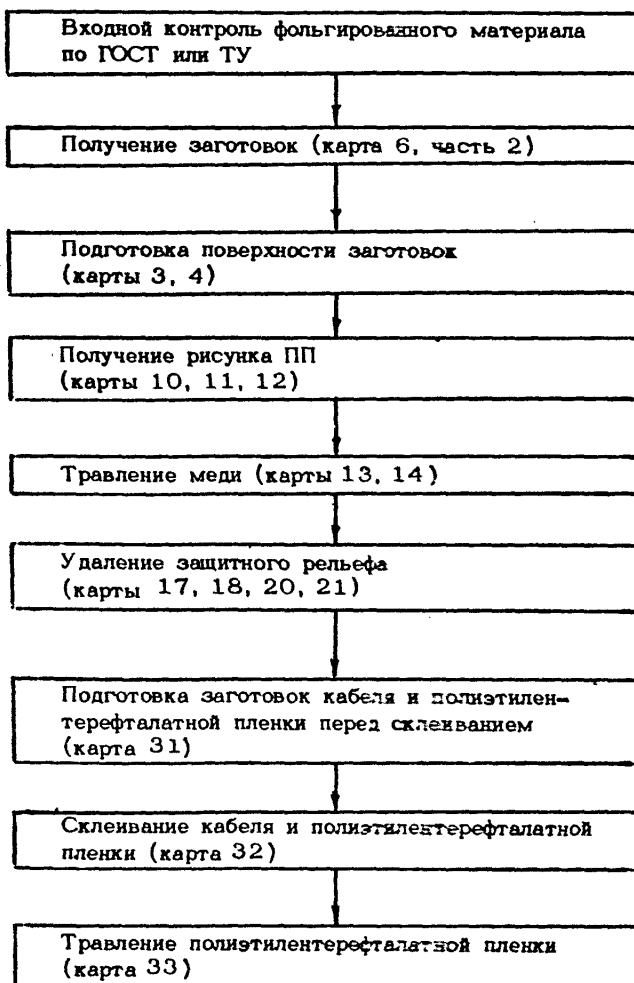 Входной контроль фольгированного материала
по ГОСТ или ТУ
Получение заготовок (карта 6, часть 2)
Подготовка поверхности заготовок
(карты 3, 4)
Получение рисунка ПП
(карты 10, 11, 12)
Травление меди (карты 13, 14)
Удаление защитного рельефа
(карты 17, 18, 20, 21)
Подготовка заготовок кабеля и полиэтилен-
терефталатной пленки перед склеиванием
(карта 31)
Склеивание кабеля и полиэтилентерефталатной
пленки (карта 32)
Травление полиэтилентерефталатной пленки
(карта 33)